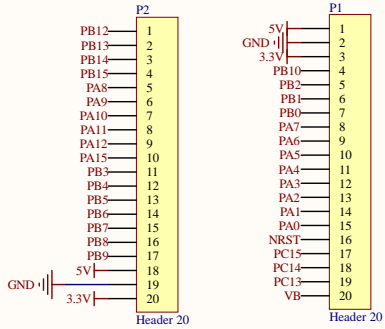 P2
PB12 1
PB13 2
PB14 3
PB15 4
PA8 5
PA9 6
PA10 7
PA11 8
PA12 9
PA15 10
PB3 11
PB4 12
PB5 13
PB6 14
PB7 15
PB8 16
PB9 17
5V 18
GND 19
3.3V 20
Header 20
P1
5V 1
GND 2
3.3V 3
PB10 4
PB2 5
PB1 6
PB0 7
PA7 8
PA6 9
PA5 10
PA4 11
PA3 12
PA2 13
PA1 14
PA0 15
NRST 16
PC15 17
PC14 18
PC13 19
VB 20
Header 20